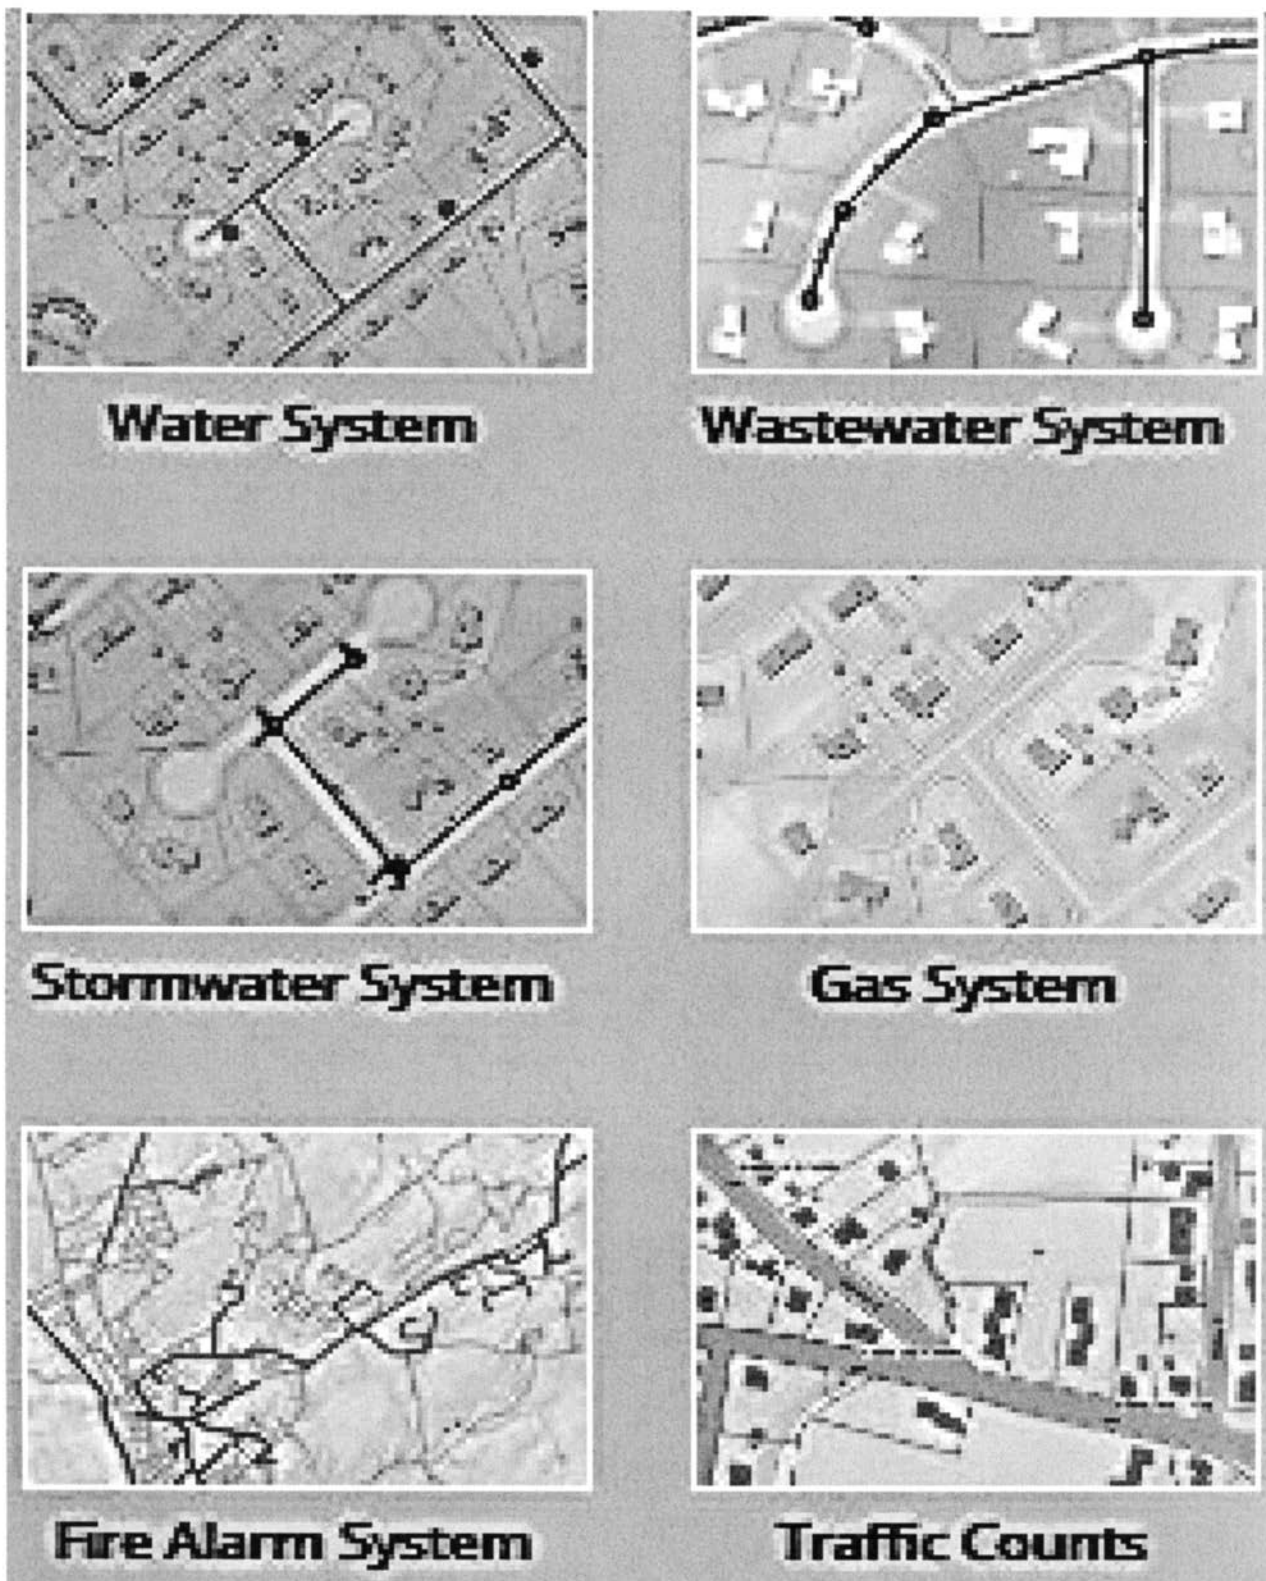 Water System
Wastewater System
Stormwater System
Gas System
Fire Alarm System
Traffic Counts